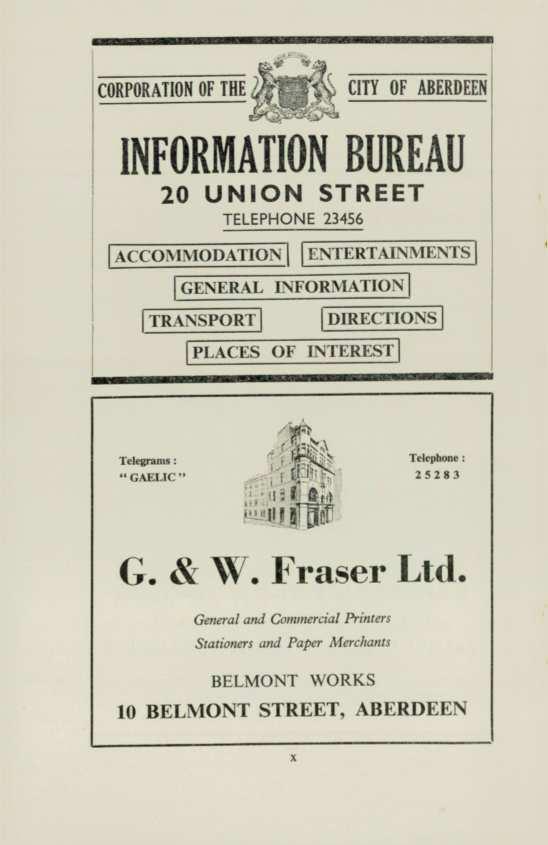 CORPORATION OF THE CITY OF ABERDEEN
INFORMATION BUREAU
20 UNION STREET
TELEPHONE 23456
ACCOMMODATION ENTERTAINMENTS
GENERAL INFORMATION
TRANSPORT DIRECTIONS
PLACES OF INTEREST
Telegrams :
"GAELIC"
Telephone :
25283
G. & W. Fraser Ltd.
General and Commercial Printers
Stationers and Paper Merchants
BELMONT WORKS
10 BELMONT STREET, ABERDEEN
x